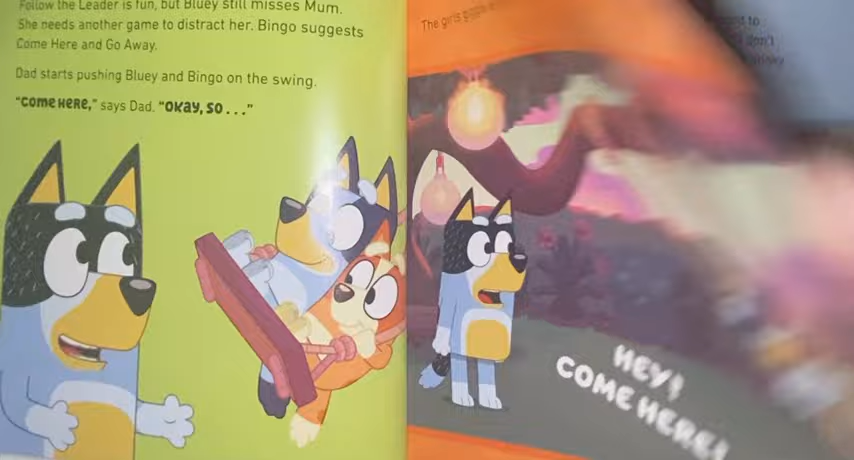 Follow the Leader is fun, but Bluey still misses Mum.
She needs another game to distract her. Bingo suggests
Come Here and Go Away.
Dad starts pushing Bluey and Bingo on the swing.
"COME HERE," says Dad. "OKAY, SO . . ."
The girls
HEY!
COME HERE!